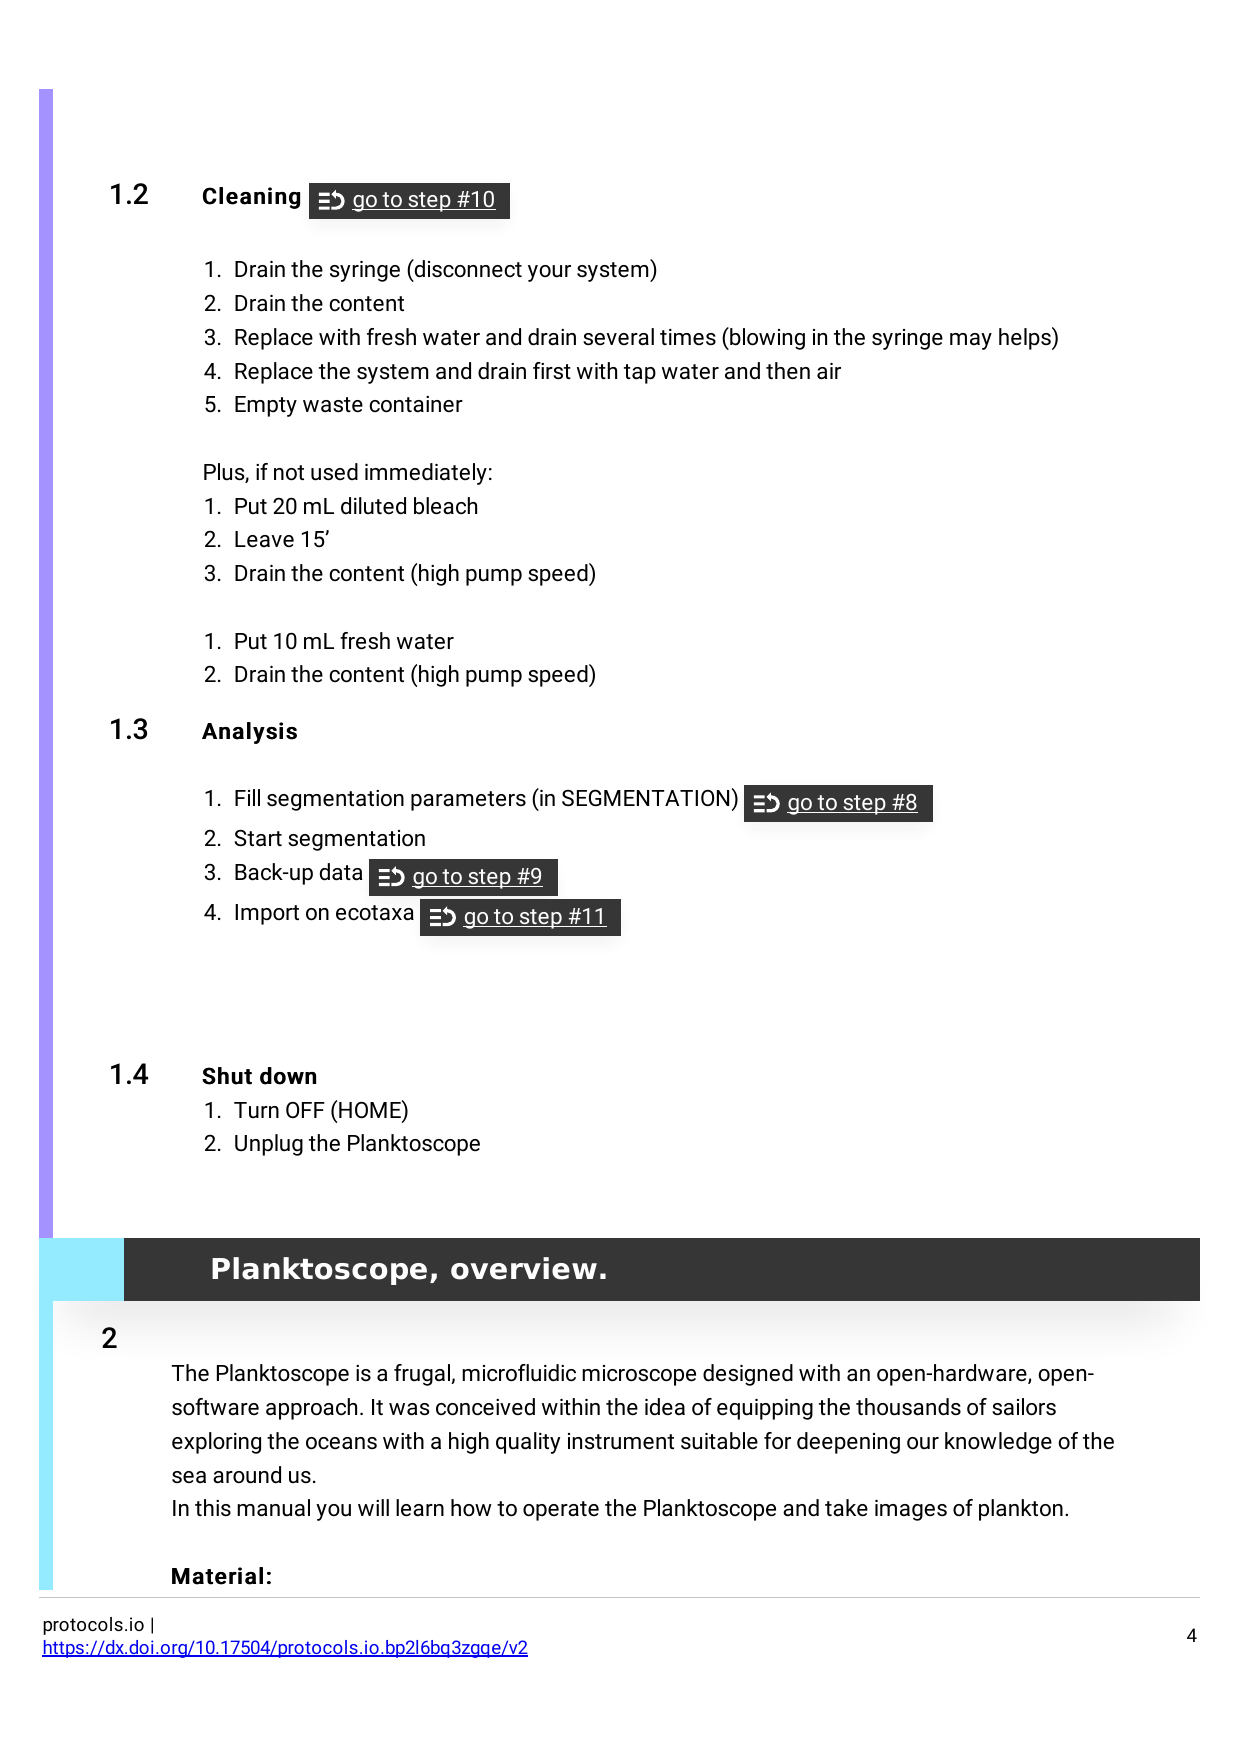 1.2 Cleaning go to step #10
1. Drain the syringe (disconnect your system)
2. Drain the content
3. Replace with fresh water and drain several times (blowing in the syringe may helps)
4. Replace the system and drain first with tap water and then air
5. Empty waste container
Plus, if not used immediately:
1. Put 20 mL diluted bleach
2. Leave 15’
3. Drain the content (high pump speed)
1. Put 10 mL fresh water
2. Drain the content (high pump speed)
1.3 Analysis
1. Fill segmentation parameters (in SEGMENTATION) go to step #8
2. Start segmentation
3. Back-up data go to step #9
4. Import on ecotaxa go to step #11
1.4 Shut down
1. Turn OFF (HOME)
2. Unplug the Planktoscope
Planktoscope, overview.
2
The Planktoscope is a frugal, microfluidic microscope designed with an open-hardware, open-
software approach. It was conceived within the idea of equipping the thousands of sailors
exploring the oceans with a high quality instrument suitable for deepening our knowledge of the
sea around us.
In this manual you will learn how to operate the Planktoscope and take images of plankton.
Material:
protocols.io |
https://dx.doi.org/10.17504/protocols.io.bp2l6bq3zgqe/v2
4